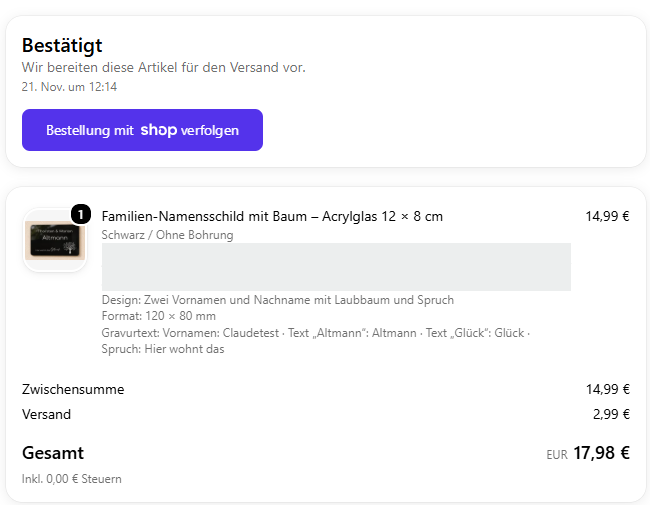 Bestätigt
Wir bereiten diese Artikel für den Versand vor.
21. Nov. um 12:14
Bestellung mit shop verfolgen
1
Familien-Namensschild mit Baum – Acrylglas 12 × 8 cm 14,99 €
Schwarz / Ohne Bohrung
Altmann
Design: Zwei Vornamen und Nachname mit Laubbaum und Spruch
Format: 120 × 80 mm
Gravurtext: Vornamen: Claudetest · Text „Altmann“: Altmann · Text „Glück“: Glück ·
Spruch: Hier wohnt das
Zwischensumme 14,99 €
Versand 2,99 €
Gesamt EUR 17,98 €
Inkl. 0,00 € Steuern